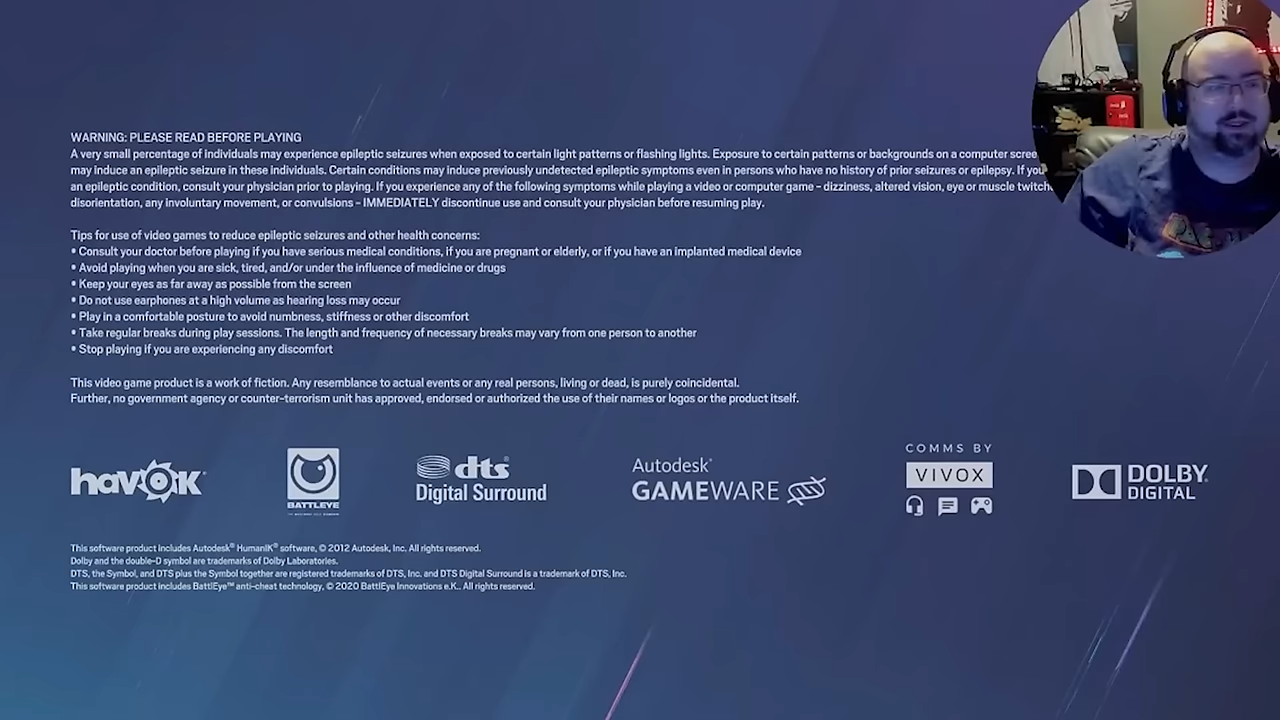 WARNING: PLEASE READ BEFORE PLAYING
A very small percentage of individuals may experience epileptic seizures when exposed to certain light patterns or flashing lights. Exposure to certain patterns or backgrounds on a computer
may induce an epileptic seizure in these individuals. Certain conditions may induce previously undetected epileptic symptoms even in persons who have no history of prior seizures or epilepsy. If you
an epileptic condition, consult your physician prior to playing. If you experience any of the following symptoms while playing a video or computer game - dizziness, altered vision, eye or muscle
disorientation, any involuntary movement, or convulsions - IMMEDIATELY discontinue use and consult your physician before resuming play.
Tips for use of video games to reduce epileptic seizures and other health concerns:
• Consult your doctor before playing if you have serious medical conditions, if you are pregnant or elderly, or if you have an implanted medical device
• Avoid playing when you are sick, tired, and/or under the influence of medicine or drugs
• Keep your eyes as far away as possible from the screen
• Do not use earphones at a high volume as hearing loss may occur
• Play in a comfortable posture to avoid numbness, stiffness or other discomfort
• Take regular breaks during play sessions. The length and frequency of necessary breaks may vary from one person to another
• Stop playing if you are experiencing any discomfort
This video game product is a work of fiction. Any resemblance to actual events or any real persons, living or dead, is purely coincidental.
Further, no government agency or counter-terrorism unit has approved, endorsed or authorized the use of their names or logos or the product itself.
COMMS BY
havok
BATTLEYE
dts
Digital Surround
Autodesk®
GAMEWARE
VIVOX
DOLBY®
DIGITAL
This software product includes Autodesk® HumanIK® software, © 2012 Autodesk, Inc. All rights reserved.
Dolby and the double-D symbol are trademarks of Dolby Laboratories.
DTS, the Symbol, and DTS plus the Symbol together are registered trademarks of DTS, Inc. and DTS Digital Surround is a trademark of DTS, Inc.
This software product includes BattlEye™ anti-cheat technology, © 2020 BattlEye Innovations e.K.. All rights reserved.